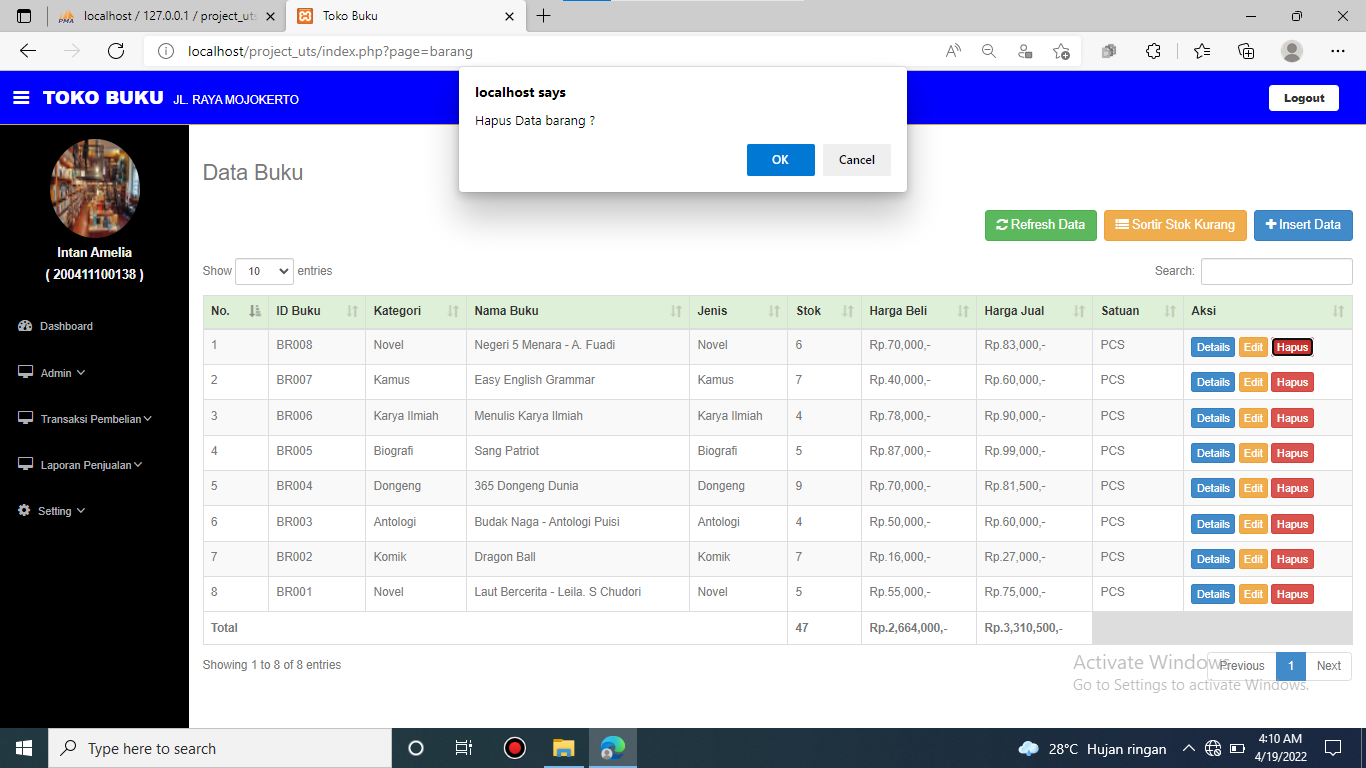 localhost / 127.0.0.1 / project_uts
Toko Buku
localhost/project_uts/index.php?page=barang
TOKO BUKU JL. RAYA MOJOKERTO
Logout
localhost says
Hapus Data barang ?
OK Cancel
Intan Amelia
( 200411100138 )
Dashboard
Admin
Transaksi Pembelian
Laporan Penjualan
Setting
Data Buku
Refresh Data Sortir Stok Kurang Insert Data
Show 10 entries Search:
No. ID Buku Kategori Nama Buku Jenis Stok Harga Beli Harga Jual Satuan Aksi
1 BR008 Novel Negeri 5 Menara - A. Fuadi Novel 6 Rp.70,000,- Rp.83,000,- PCS Details Edit Hapus
2 BR007 Kamus Easy English Grammar Kamus 7 Rp.40,000,- Rp.60,000,- PCS Details Edit Hapus
3 BR006 Karya Ilmiah Menulis Karya Ilmiah Karya Ilmiah 4 Rp.78,000,- Rp.90,000,- PCS Details Edit Hapus
4 BR005 Biografi Sang Patriot Biografi 5 Rp.87,000,- Rp.99,000,- PCS Details Edit Hapus
5 BR004 Dongeng 365 Dongeng Dunia Dongeng 9 Rp.70,000,- Rp.81,500,- PCS Details Edit Hapus
6 BR003 Antologi Budak Naga - Antologi Puisi Antologi 4 Rp.50,000,- Rp.60,000,- PCS Details Edit Hapus
7 BR002 Komik Dragon Ball Komik 7 Rp.16,000,- Rp.27,000,- PCS Details Edit Hapus
8 BR001 Novel Laut Bercerita - Leila. S Chudori Novel 5 Rp.55,000,- Rp.75,000,- PCS Details Edit Hapus
Total 47 Rp.2,664,000,- Rp.3,310,500,-
Showing 1 to 8 of 8 entries Previous 1 Next
Activate Windows
Go to Settings to activate Windows.
Type here to search
28°C Hujan ringan
4:10 AM
4/19/2022